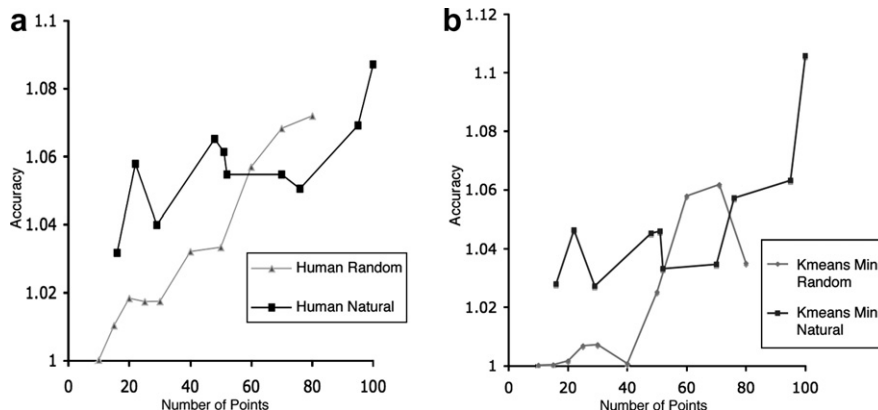 a
1.1
1.08
1.06
1.04
1.02
1
Accuracy
0 20 40 60 80 100
Number of Points
Human Random
Human Natural
b
1.12
1.1
1.08
1.06
1.04
1.02
1
Accuracy
0 20 40 60 80 100
Number of Points
Kmeans Min
Random
Kmeans Min
Natural